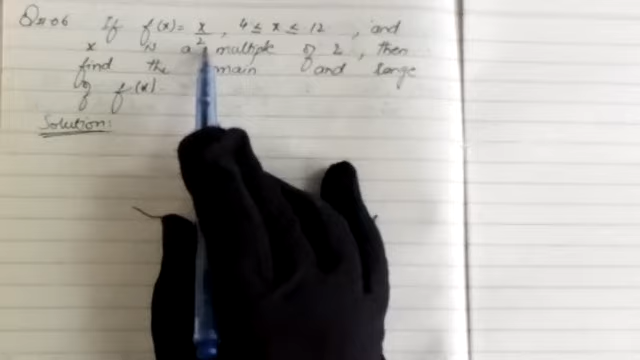 Q#06 If f(x) = x/2 , 4 ≤ x ≤ 12 , and
x is a multiple of 2 , then
find the main and range
of f(x)
Solution: